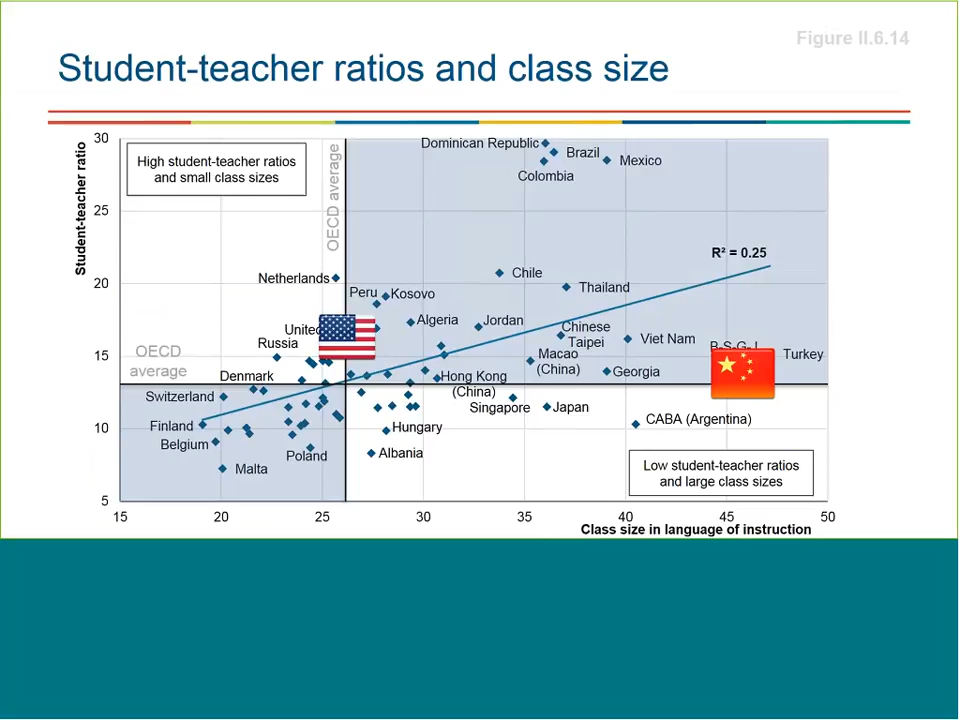 Figure II.6.14
Student-teacher ratios and class size
Student-teacher ratio
30
25
20
15
10
5
High student-teacher ratios
and small class sizes
OECD average
Dominican Republic
Brazil
Mexico
Colombia
R² = 0.25
Netherlands
Chile
Peru
Kosovo
Thailand
United
Algeria
Jordan
Russia
Chinese
Taipei
Viet Nam
OECD
average
Macao
(China)
Turkey
Denmark
Hong Kong
(China)
Georgia
Switzerland
Singapore
Japan
CABA (Argentina)
Finland
Hungary
Belgium
Poland
Albania
Malta
Low student-teacher ratios
and large class sizes
15
20
25
30
35
40
45
50
Class size in language of instruction